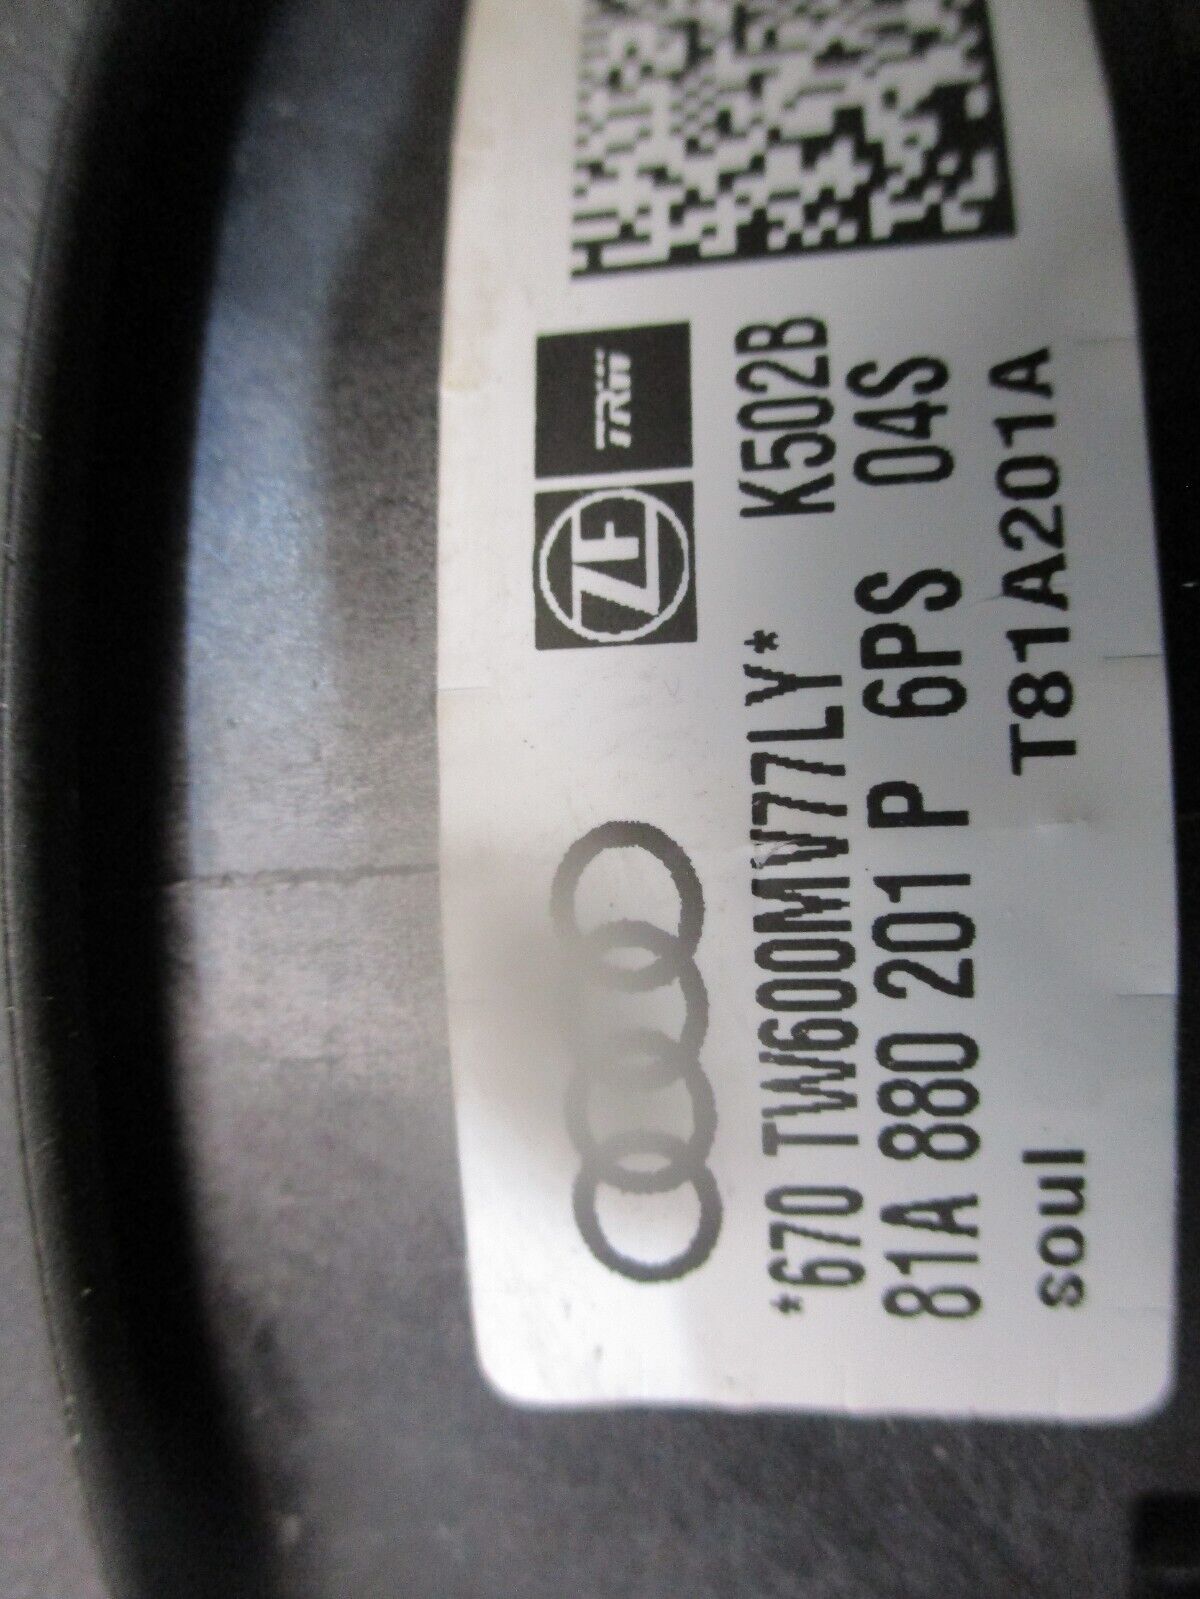 ZF TRW
*670 TW600MV77LY* K502B
81A 880 201 P 6PS 04S
soul T81A201A